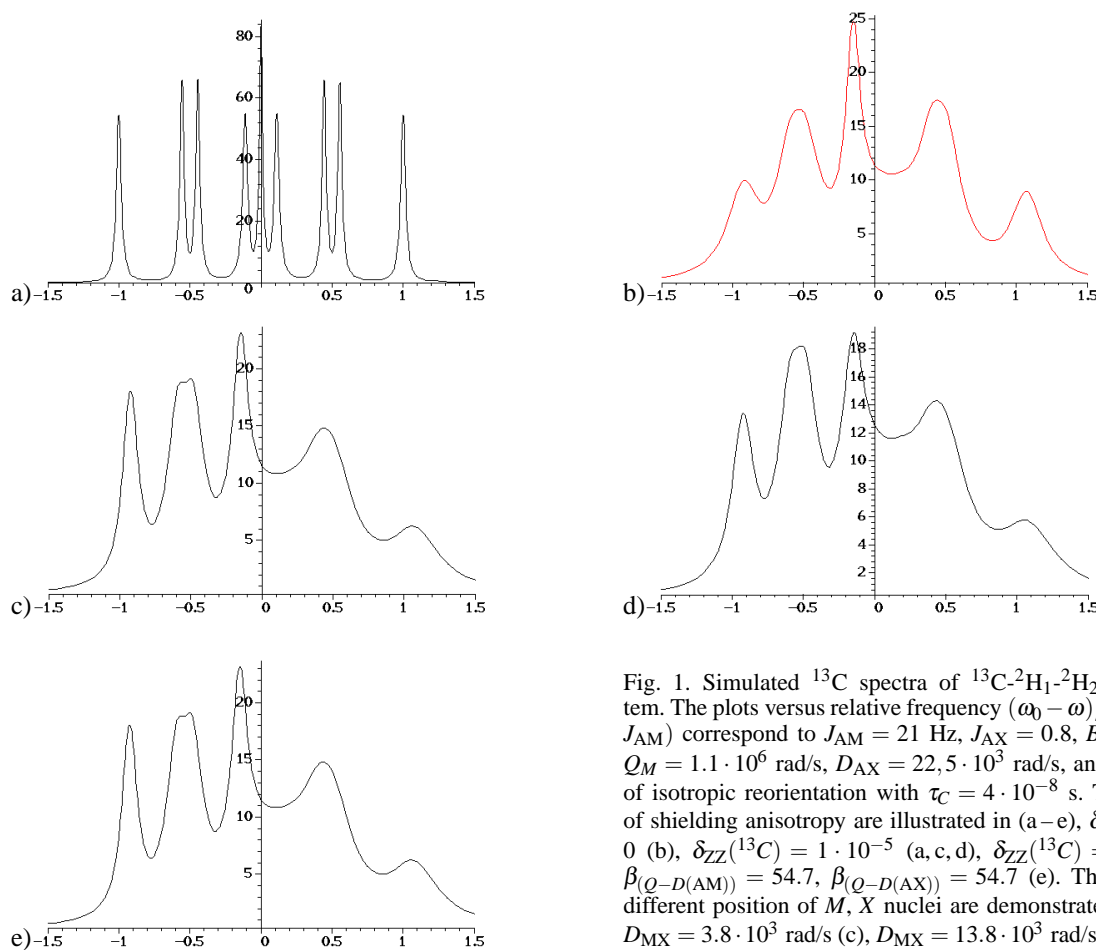 80
60
40
20
0
a) −1.5 −1 −0.5 0 0.5 1 1.5
25
20
15
10
5
b) −1.5 −1 −0.5 0 0.5 1 1.5
20
15
10
5
c) −1.5 −1 −0.5 0 0.5 1 1.5
18
16
14
12
10
8
6
4
2
d) −1.5 −1 −0.5 0 0.5 1 1.5
20
15
10
5
e) −1.5 −1 −0.5 0 0.5 1 1.5
Fig. 1. Simulated ¹³C spectra of ¹³C-²H₁-²H₂
tem. The plots versus relative frequency (ω₀ − ω)
J_AM) correspond to J_AM = 21 Hz, J_AX = 0.8,
Q_M = 1.1 · 10⁶ rad/s, D_AX = 22,5 · 10³ rad/s, and
of isotropic reorientation with τ_C = 4 · 10⁻⁸ s.
of shielding anisotropy are illustrated in (a – e),
0 (b), δ_ZZ(¹³C) = 1 · 10⁻⁵ (a, c, d), δ_ZZ(¹³C) =
β_(Q−D(AM)) = 54.7, β_(Q−D(AX)) = 54.7 (e).
different position of M, X nuclei are demonstrate
D_MX = 3.8 · 10³ rad/s (c), D_MX = 13.8 · 10³ rad/s